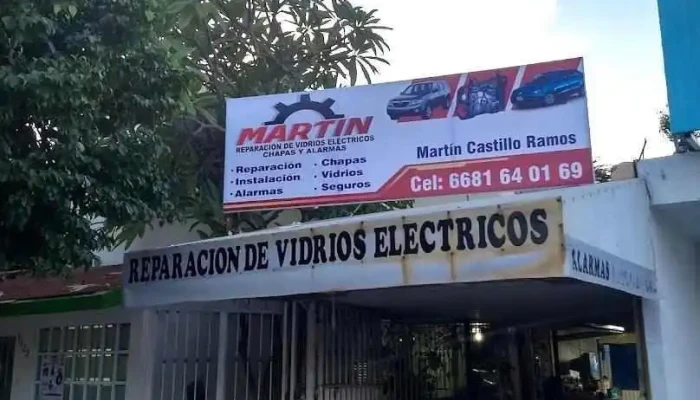 MARTIN
REPARACION DE VIDRIOS ELECTRICOS
CHAPAS Y ALARMAS
· Reparación
· Instalación
· Alarmas
· Chapas
· Vidrios
· Seguros
Martín Castillo Ramos
Cel: 6681 64 01 69
REPARACION DE VIDRIOS ELECTRICOS
ALARMAS